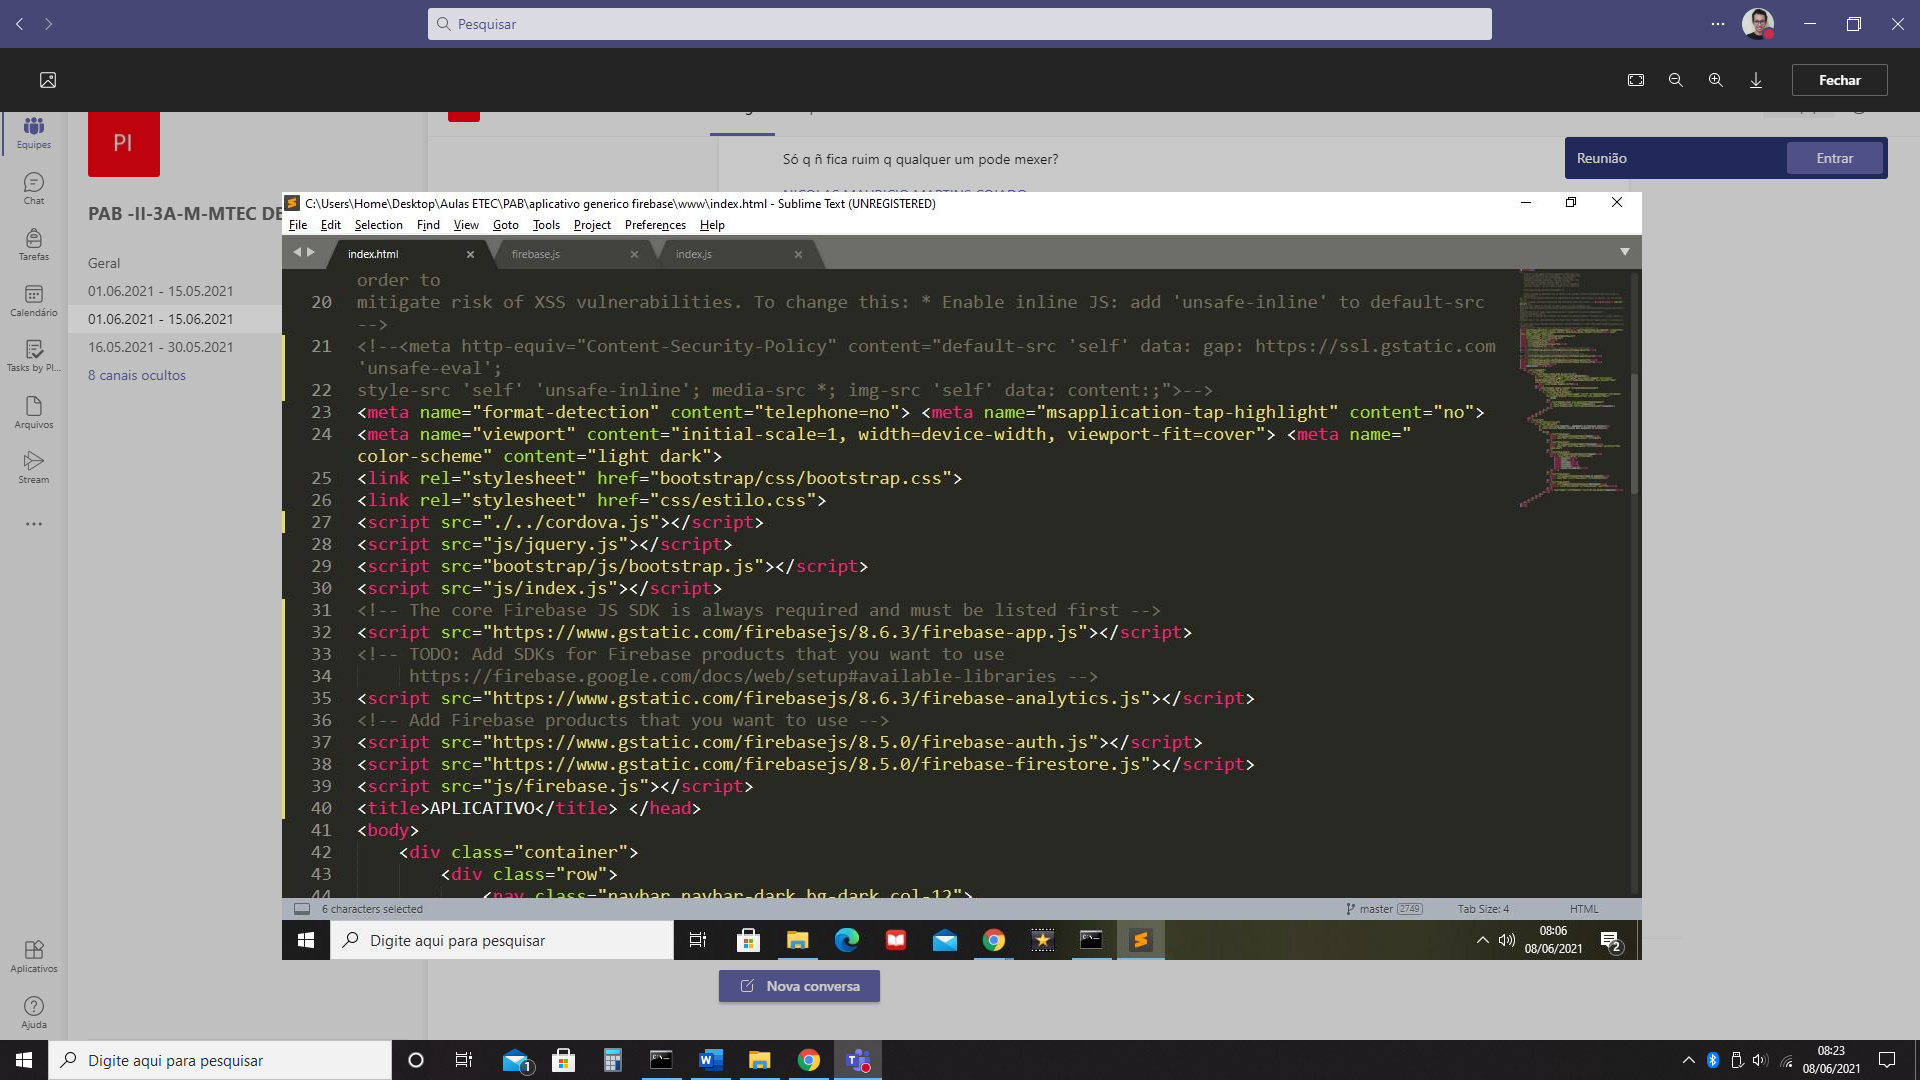 Pesquisar
Fechar
Equipes
Chat
Tarefas
Calendário
Tasks by Pl...
Arquivos
Stream
Aplicativos
Ajuda
PI
PAB -II-3A-M-MTEC DE
Geral
01.06.2021 - 15.05.2021
01.06.2021 - 15.06.2021
16.05.2021 - 30.05.2021
8 canais ocultos
Só q ñ fica ruim q qualquer um pode mexer?
Reunião
Entrar
C:\Users\Home\Desktop\Aulas ETEC\PAB\aplicativo generico firebase\www\index.html - Sublime Text (UNREGISTERED)
File Edit Selection Find View Goto Tools Project Preferences Help
index.html firebase.js index.js
order to
20 mitigate risk of XSS vulnerabilities. To change this: * Enable inline JS: add 'unsafe-inline' to default-src
-->
21 <!--<meta http-equiv="Content-Security-Policy" content="default-src 'self' data: gap: https://ssl.gstatic.com
'unsafe-eval';
22 style-src 'self' 'unsafe-inline'; media-src *; img-src 'self' data: content:;">-->
23 <meta name="format-detection" content="telephone=no"> <meta name="msapplication-tap-highlight" content="no">
24 <meta name="viewport" content="initial-scale=1, width=device-width, viewport-fit=cover"> <meta name="
color-scheme" content="light dark">
25 <link rel="stylesheet" href="bootstrap/css/bootstrap.css">
26 <link rel="stylesheet" href="css/estilo.css">
27 <script src="./../cordova.js"></script>
28 <script src="js/jquery.js"></script>
29 <script src="bootstrap/js/bootstrap.js"></script>
30 <script src="js/index.js"></script>
31 <!-- The core Firebase JS SDK is always required and must be listed first -->
32 <script src="https://www.gstatic.com/firebasejs/8.6.3/firebase-app.js"></script>
33 <!-- TODO: Add SDKs for Firebase products that you want to use
34 https://firebase.google.com/docs/web/setup#available-libraries -->
35 <script src="https://www.gstatic.com/firebasejs/8.6.3/firebase-analytics.js"></script>
36 <!-- Add Firebase products that you want to use -->
37 <script src="https://www.gstatic.com/firebasejs/8.5.0/firebase-auth.js"></script>
38 <script src="https://www.gstatic.com/firebasejs/8.5.0/firebase-firestore.js"></script>
39 <script src="js/firebase.js"></script>
40 <title>APLICATIVO</title> </head>
41 <body>
42 <div class="container">
43 <div class="row">
44 <nav class="navbar navbar-dark bg-dark col-12">
6 characters selected
master 2749
Tab Size: 4
HTML
Digite aqui para pesquisar
08:06
08/06/2021
2
Nova conversa
Digite aqui para pesquisar
1
08:23
08/06/2021